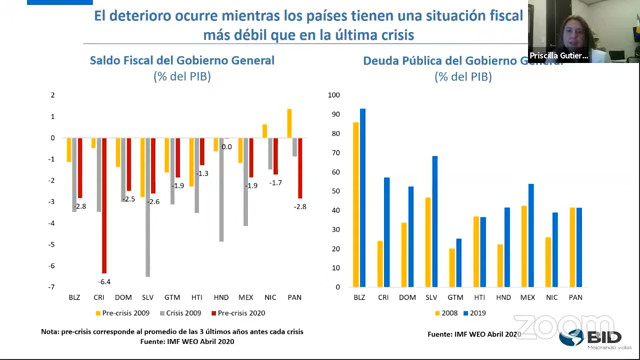 El deterioro ocurre mientras los países tienen una situación fiscal
más débil que en la última crisis
Priscilla Gutierr...
Saldo Fiscal del Gobierno General
(% del PIB)
2
1
0
-1
-2
-3
-4
-5
-6
-7
-2.8
-6.4
-2.5
-2.6
-1.9
-1.3
0.0
-1.9
-1.7
-2.8
BLZ CRI DOM SLV GTM HTI HND MEX NIC PAN
Pre-crisis 2009 Crisis 2009 Pre-crisis 2020
Nota: pre-crisis corresponde al promedio de las 3 últimos años antes cada crisis
Fuente: IMF WEO Abril 2020
Deuda Pública del Gobierno General
(% del PIB)
100
90
80
70
60
50
40
30
20
10
0
BLZ CRI DOM SLV GTM HTI HND MEX NIC PAN
2008 2019
Fuente: IMF WEO Abril 2020
zoom
BID
Mejorando vidas